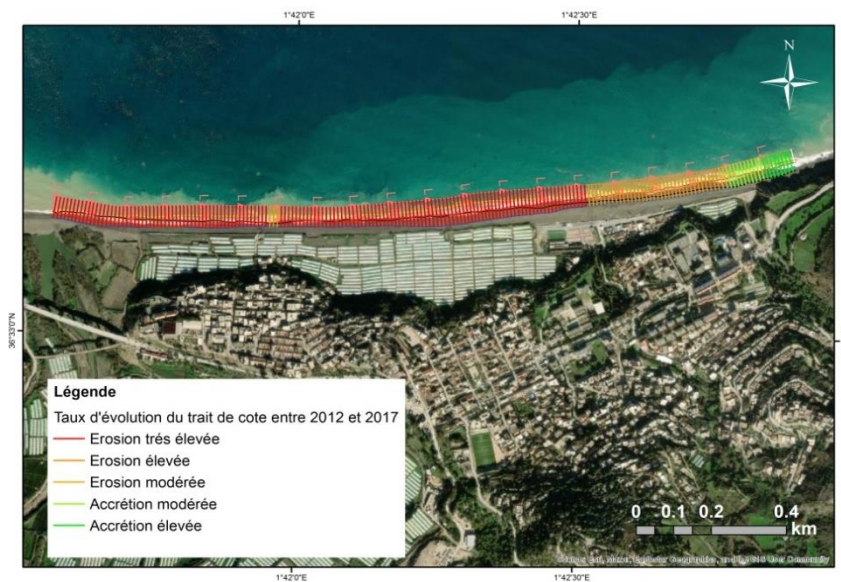 1°42'0"E 1°42'30"E
N
36°33'0"N
Légende
Taux d'évolution du trait de cote entre 2012 et 2017
Erosion trés élevée
Erosion élevée
Erosion modérée
Accrétion modérée
Accrétion élevée
0 0.1 0.2 0.4
km
1°42'0"E 1°42'30"E